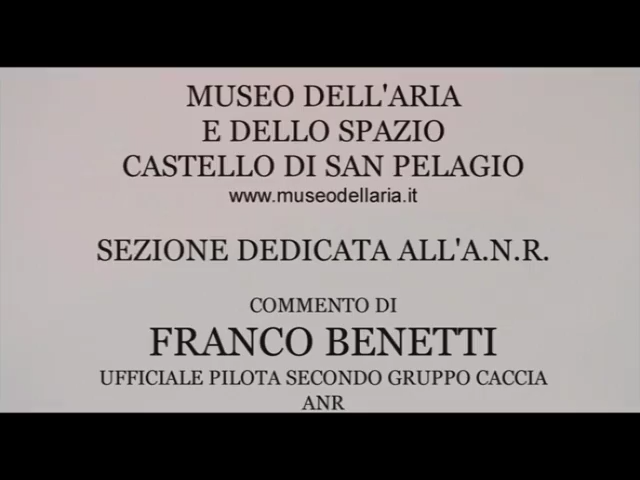 MUSEO DELL'ARIA
E DELLO SPAZIO
CASTELLO DI SAN PELAGIO
www.museodellaria.it
SEZIONE DEDICATA ALL'A.N.R.
COMMENTO DI
FRANCO BENETTI
UFFICIALE PILOTA SECONDO GRUPPO CACCIA
ANR